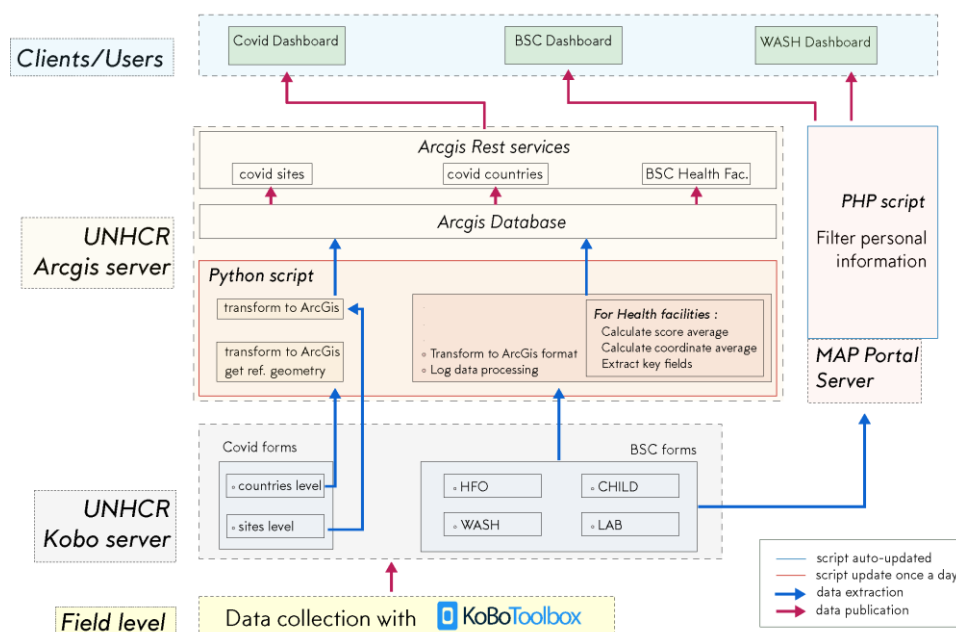 Clients/Users
Covid Dashboard
BSC Dashboard
WASH Dashboard
UNHCR
Arcgis server
Arcgis Rest services
covid sites
covid countries
BSC Health Fac.
Arcgis Database
Python script
transform to ArcGis
transform to ArcGis
get ref. geometry
Transform to ArcGis format
Log data processing
For Health facilities :
Calculate score average
Calculate coordinate average
Extract key fields
PHP script
Filter personal
information
MAP Portal
Server
UNHCR
Kobo server
Covid forms
countries level
sites level
BSC forms
HFO
CHILD
WASH
LAB
Field level
Data collection with KoBoToolbox
script auto-updated
script update once a day
data extraction
data publication